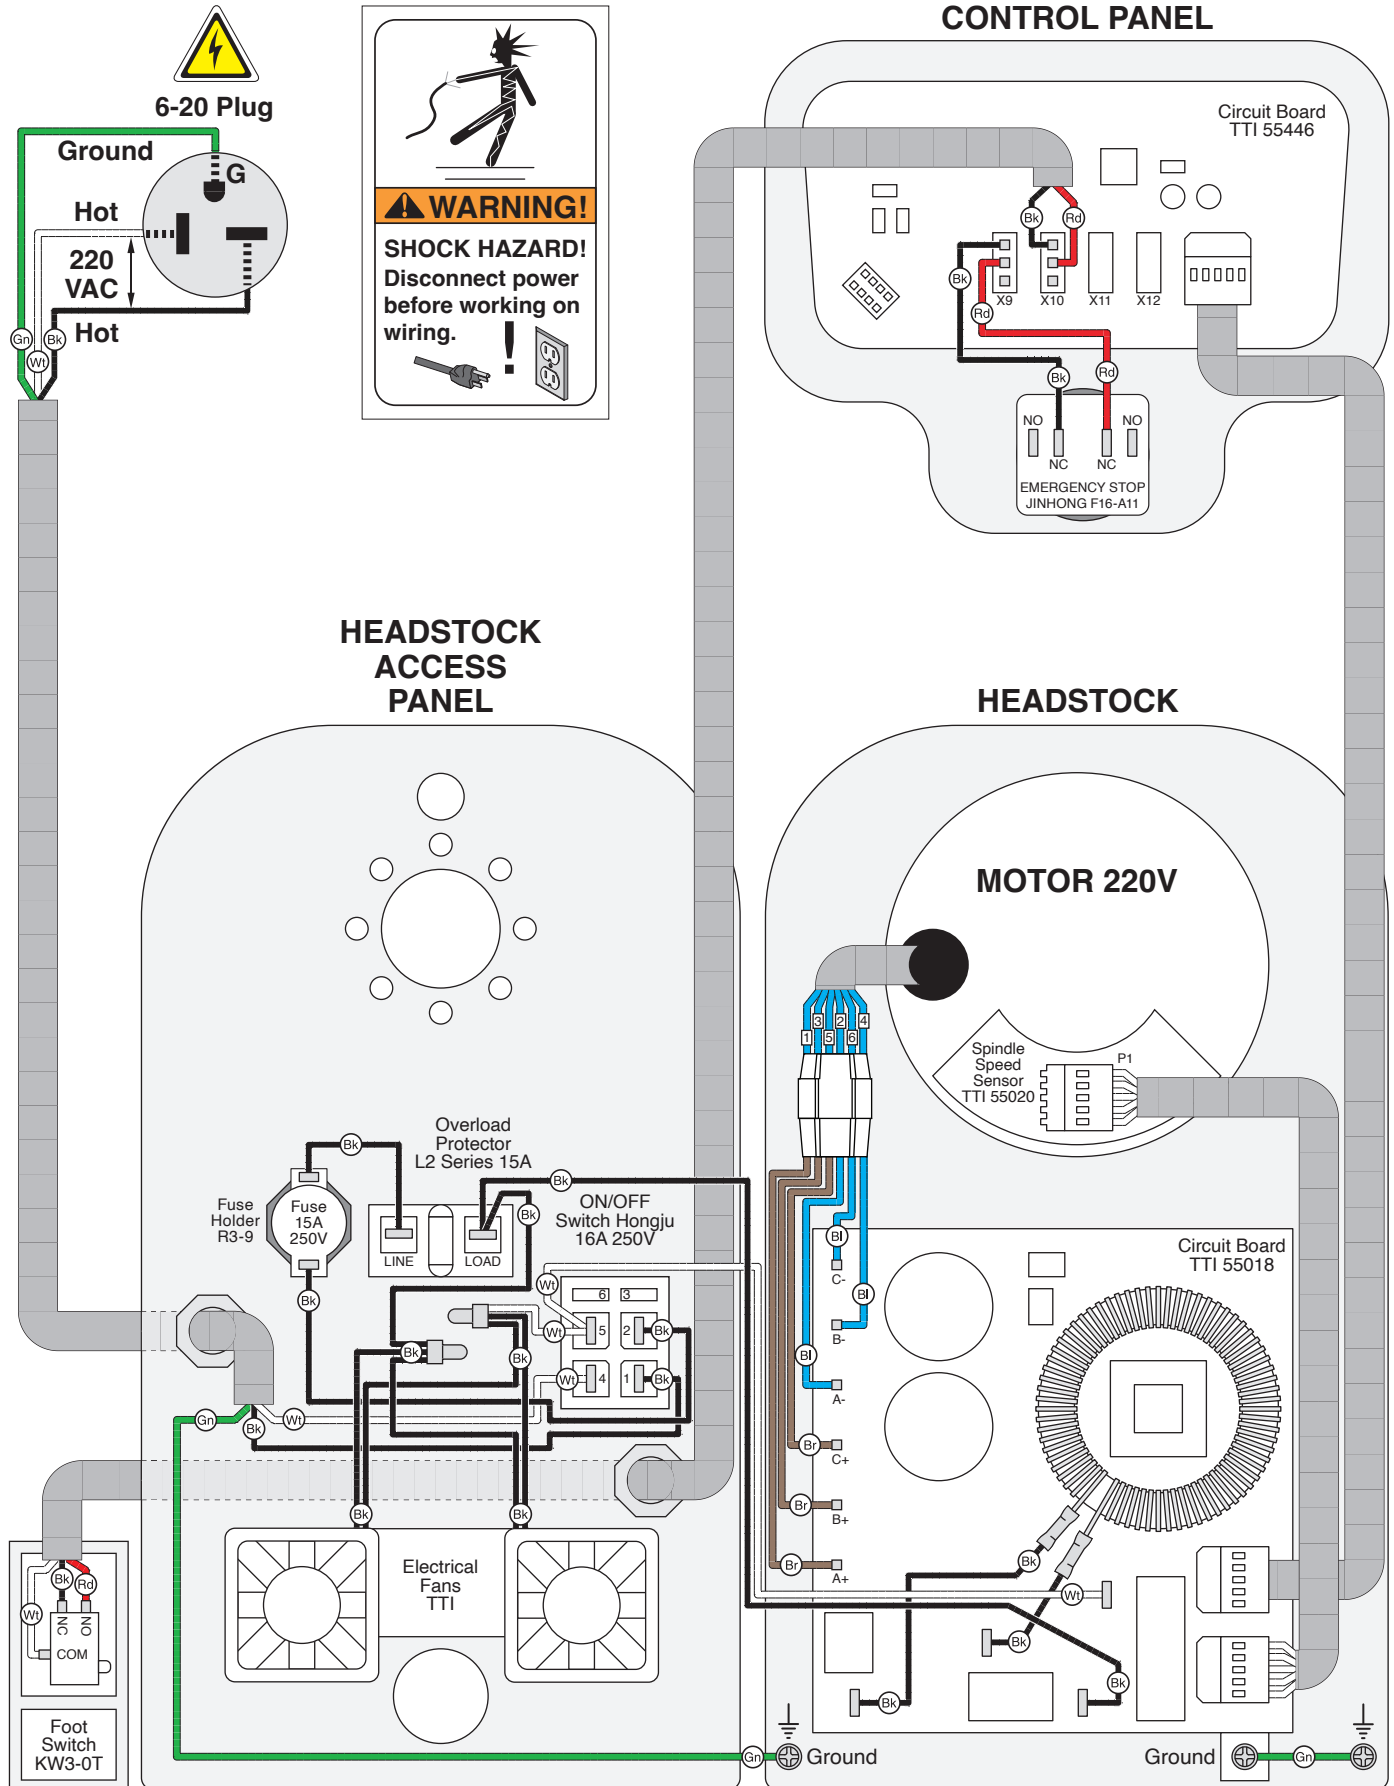 CONTROL PANEL
6-20 Plug
Ground
G
Hot
220
VAC
Hot
Gn
Wt
Bk
WARNING!
SHOCK HAZARD!
Disconnect power
before working on
wiring.
!
Circuit Board
TTI 55446
Bk
Rd
X9
X10
X11
X12
Bk
Rd
Bk
Rd
NO
NO
NC
NC
EMERGENCY STOP
JINHONG F16-A11
HEADSTOCK
ACCESS
PANEL
HEADSTOCK
MOTOR 220V
3
2
4
1
5
6
Spindle
Speed
Sensor
TTI 55020
P1
Overload
Protector
L2 Series 15A
Bk
Bk
Fuse
Holder
R3-9
Fuse
15A
250V
LINE
LOAD
Bk
ON/OFF
Switch Hongju
16A 250V
Circuit Board
TTI 55018
Bl
C-
Bl
B-
Bl
A-
Br
C+
Br
B+
Br
A+
Wt
6
3
5
2
Bk
4
1
Bk
Wt
Wt
Bk
Bk
Bk
Gn
Bk
Wt
Bk
Bk
Electrical
Fans
TTI
Bk
Wt
Bk
Bk
Bk
Bk
Rd
Wt
NC
NO
COM
Foot
Switch
KW3-0T
Gn
Ground
Ground
Gn